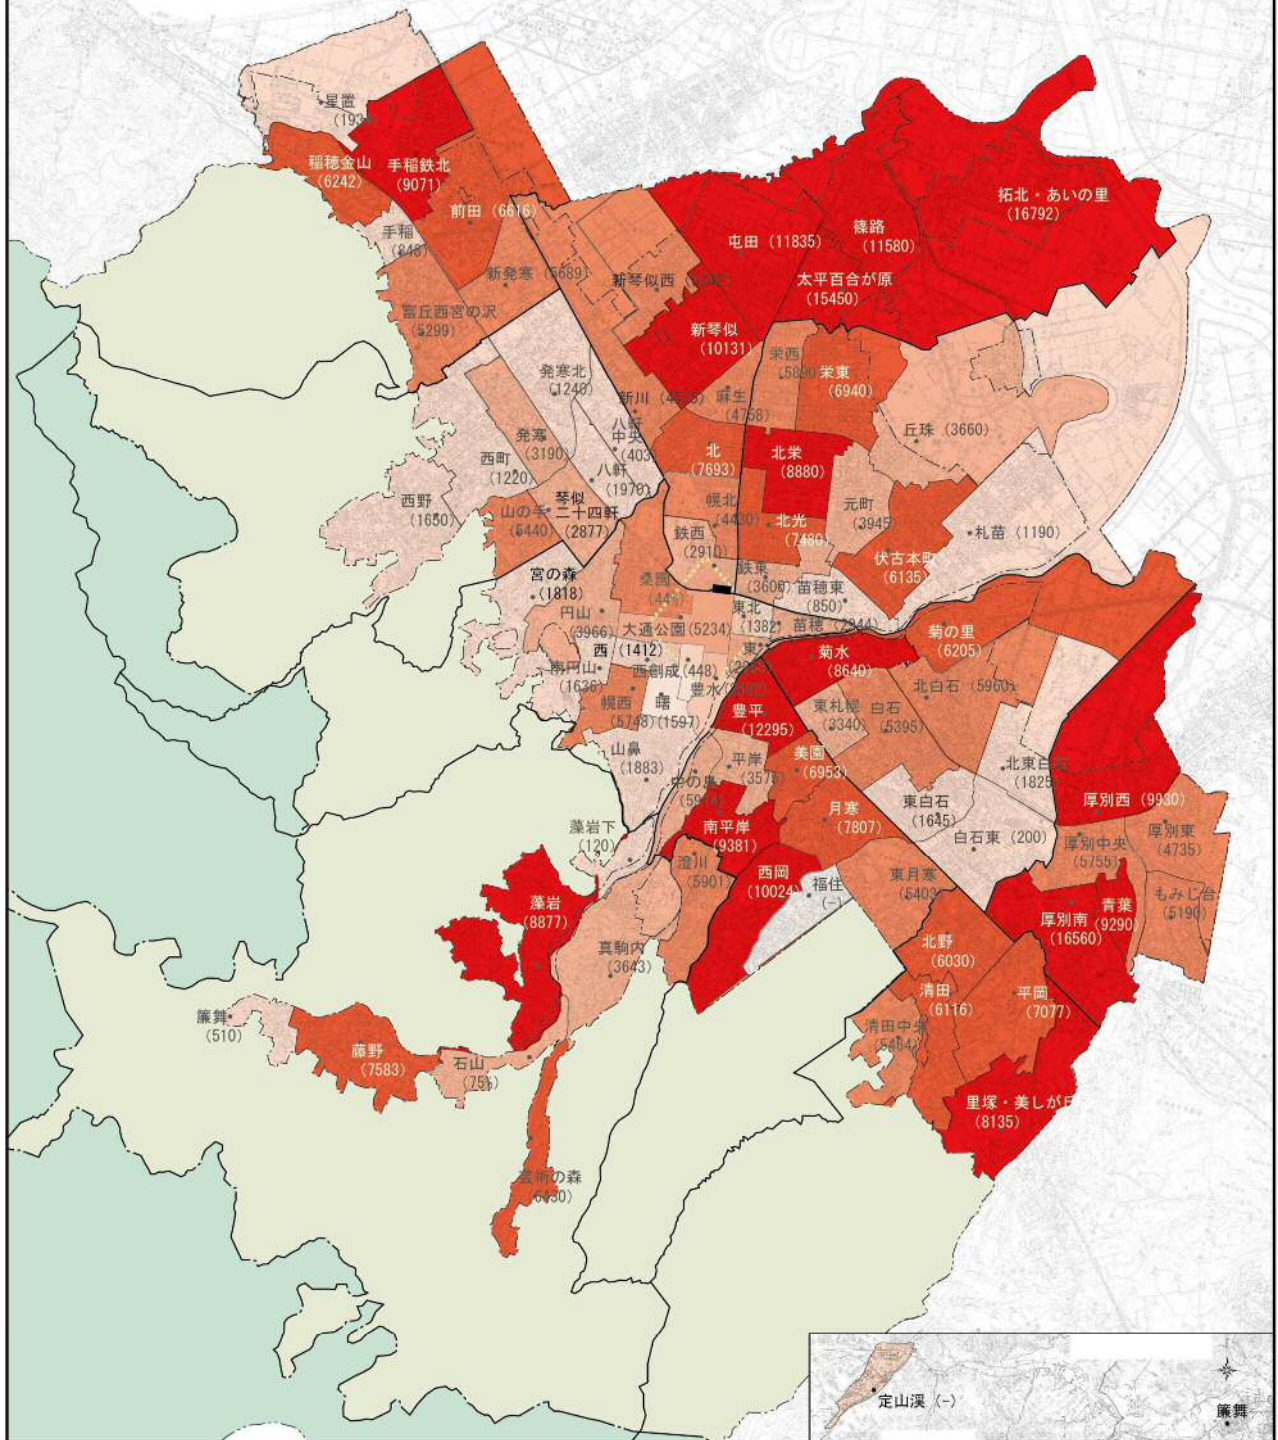 星置
稲穂金山
(6242)
手稲鉄北
(9071)
前田 (6616)
手稲
(848)
新発寒 (5689)
富丘西宮の沢
(5299)
新琴似西
屯田 (11835)
篠路
(11580)
拓北・あいの里
(16792)
太平百合が原
(15450)
新琴似
(10131)
栄西
栄東
(6940)
発寒北
(1240)
新川
麻生
(4758)
八軒
中央
(403)
丘珠 (3660)
発寒
(3190)
西町
(1220)
八軒
(1970)
北
(7693)
北栄
(8880)
西野
(1650)
山の手
(5440)
琴似
二十四軒
(2877)
幌北
(4430)
元町
(3945)
北光
(7480)
札苗 (1190)
鉄西
(2910)
伏古本町
(6135)
宮の森
(1818)
桑園
鉄東
(3600)
苗穂東
(850)
円山
(3966)
大通公園 (5234)
東北
(1382)
苗穂 (2344)
菊の里
(6205)
西 (1412)
菊水
(8640)
南円山
(1636)
西創成 (448)
豊水
北白石 (5960)
幌西
(5748)
曙
(1597)
豊平
(12295)
東札幌
(3340)
白石
(5395)
山鼻
(1883)
平岸
(3575)
美園
(6953)
北東白石
(1825)
中の島
(5914)
東白石
(1645)
厚別西 (9930)
藻岩下
(120)
南平岸
(9381)
月寒
(7807)
白石東 (200)
厚別中央
(5755)
厚別東
(4735)
澄川
(5901)
西岡
(10024)
福住
(-)
東月寒
(5403)
もみじ台
(5190)
藻岩
(8877)
厚別南
(16560)
青葉
(9290)
真駒内
(3643)
北野
(6030)
清田
(6116)
平岡
(7077)
簾舞
(510)
藤野
(7583)
清田中央
(5464)
石山
里塚・美しが丘
(8135)
芸術の森
(6430)
定山渓 (-)
簾舞